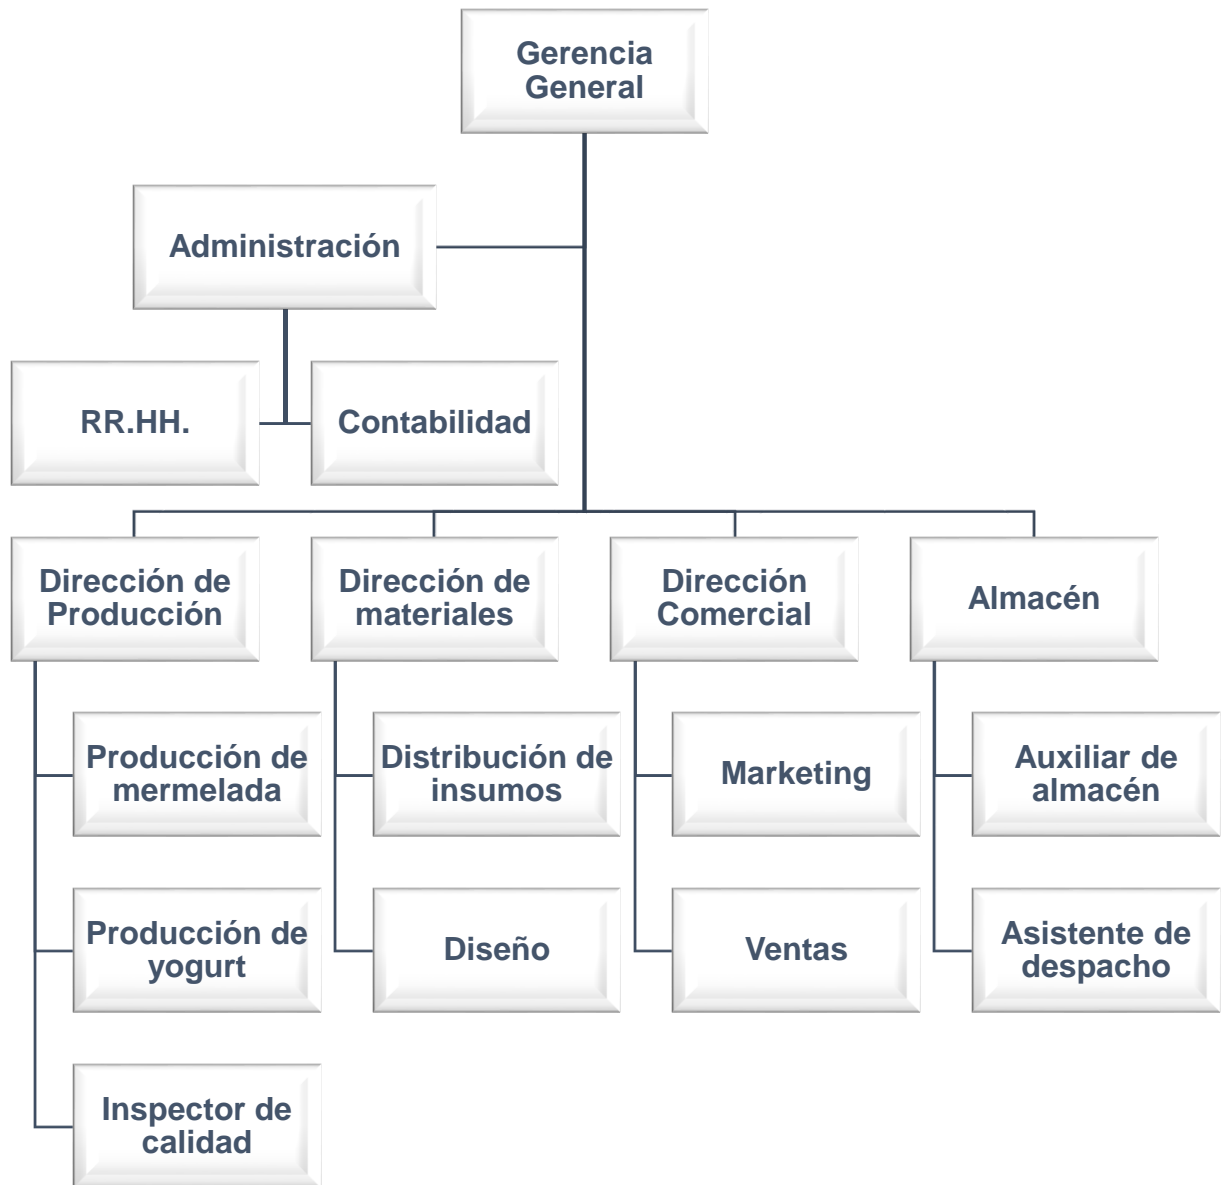 Gerencia
General
Administración
RR.HH.
Contabilidad
Dirección de
Producción
Dirección de
materiales
Dirección
Comercial
Almacén
Producción de
mermelada
Distribución de
insumos
Marketing
Auxiliar de
almacén
Producción de
yogurt
Diseño
Ventas
Asistente de
despacho
Inspector de
calidad